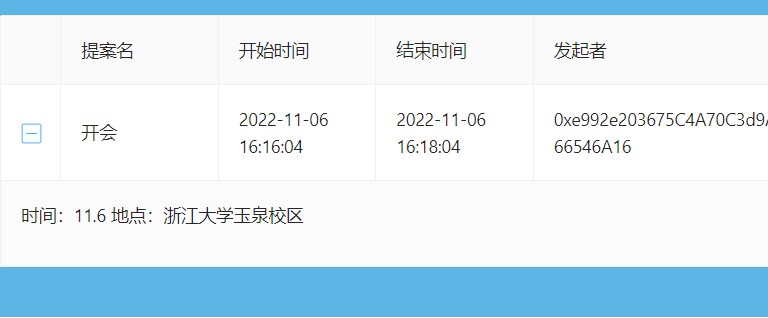 提案名 开始时间 结束时间 发起者
开会 2022-11-06 16:16:04 2022-11-06 16:18:04 0xe992e203675C4A70C3d9A 66546A16
时间：11.6 地点：浙江大学玉泉校区